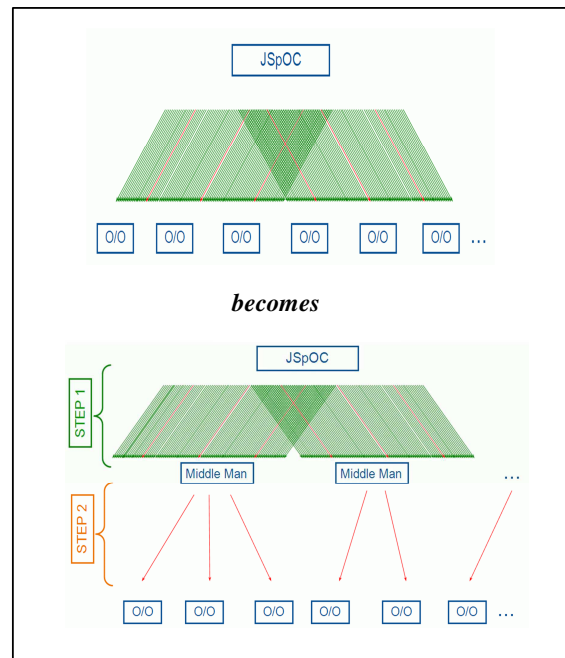 JSpOC
O/O O/O O/O O/O O/O O/O ...
becomes
JSpOC
STEP 1
Middle Man Middle Man ...
STEP 2
O/O O/O O/O O/O O/O O/O ...